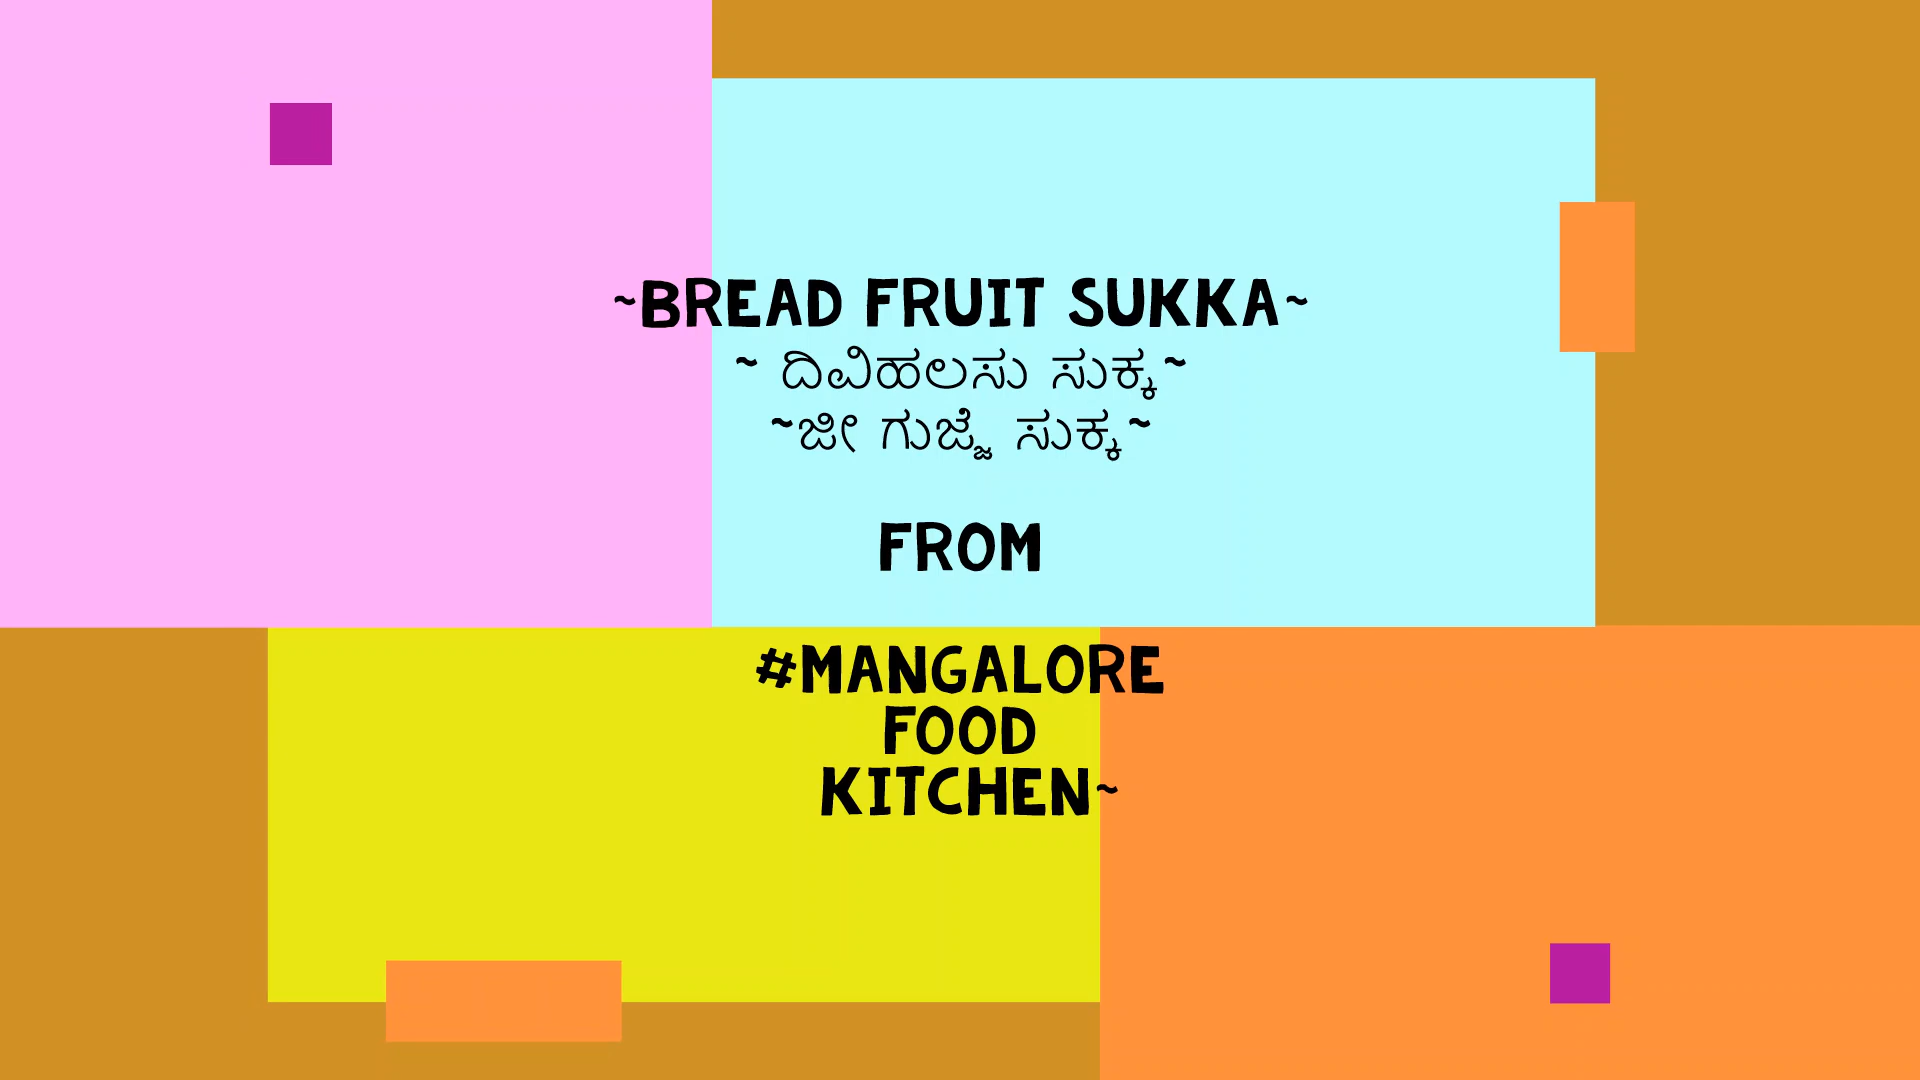 ~BREAD FRUIT SUKKA~
~ ದಿವಿಹಲಸು ಸುಕ್ಕ~
~ಜೀ ಗುಜ್ಜೆ ಸುಕ್ಕ~
FROM
#MANGALORE
FOOD
KITCHEN~